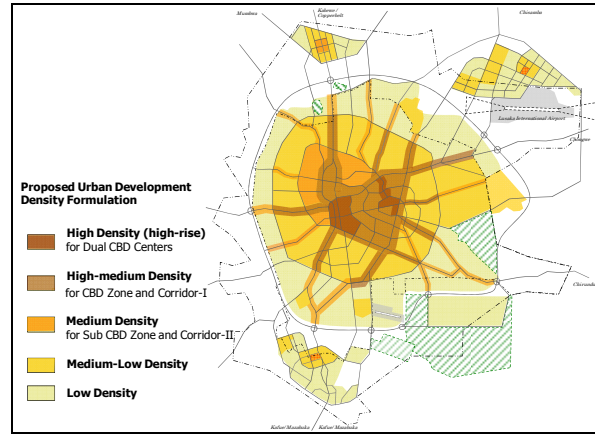 Mumbwa
Kabwe/
Copperbelt
Chisamba
Lusaka International Airport
Chongwe
Proposed Urban Development
Density Formulation
High Density (high-rise)
for Dual CBD Centers
High-medium Density
for CBD Zone and Corridor-I
Medium Density
for Sub CBD Zone and Corridor-II
Medium-Low Density
Low Density
Chirundu
Kafue/Mazabuka
Kafue/Mazabuka